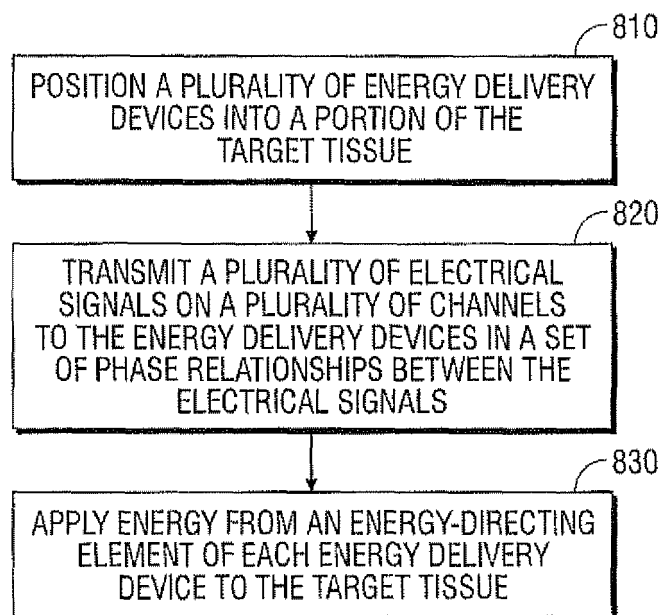 810
POSITION A PLURALITY OF ENERGY DELIVERY
DEVICES INTO A PORTION OF THE
TARGET TISSUE
820
TRANSMIT A PLURALITY OF ELECTRICAL
SIGNALS ON A PLURALITY OF CHANNELS
TO THE ENERGY DELIVERY DEVICES IN A SET
OF PHASE RELATIONSHIPS BETWEEN THE
ELECTRICAL SIGNALS
830
APPLY ENERGY FROM AN ENERGY-DIRECTING
ELEMENT OF EACH ENERGY DELIVERY
DEVICE TO THE TARGET TISSUE